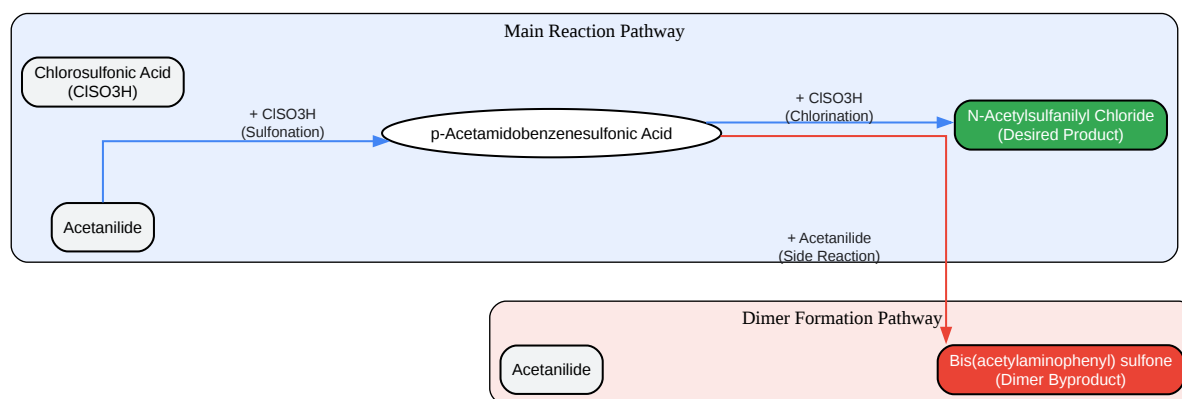 Main Reaction Pathway
Chlorosulfonic Acid
(ClSO3H)
+ ClSO3H
(Sulfonation)
p-Acetamidobenzenesulfonic Acid
+ ClSO3H
(Chlorination)
N-Acetylsulfanilyl Chloride
(Desired Product)
Acetanilide
+ Acetanilide
(Side Reaction)
Dimer Formation Pathway
Acetanilide
Bis(acetylaminophenyl) sulfone
(Dimer Byproduct)